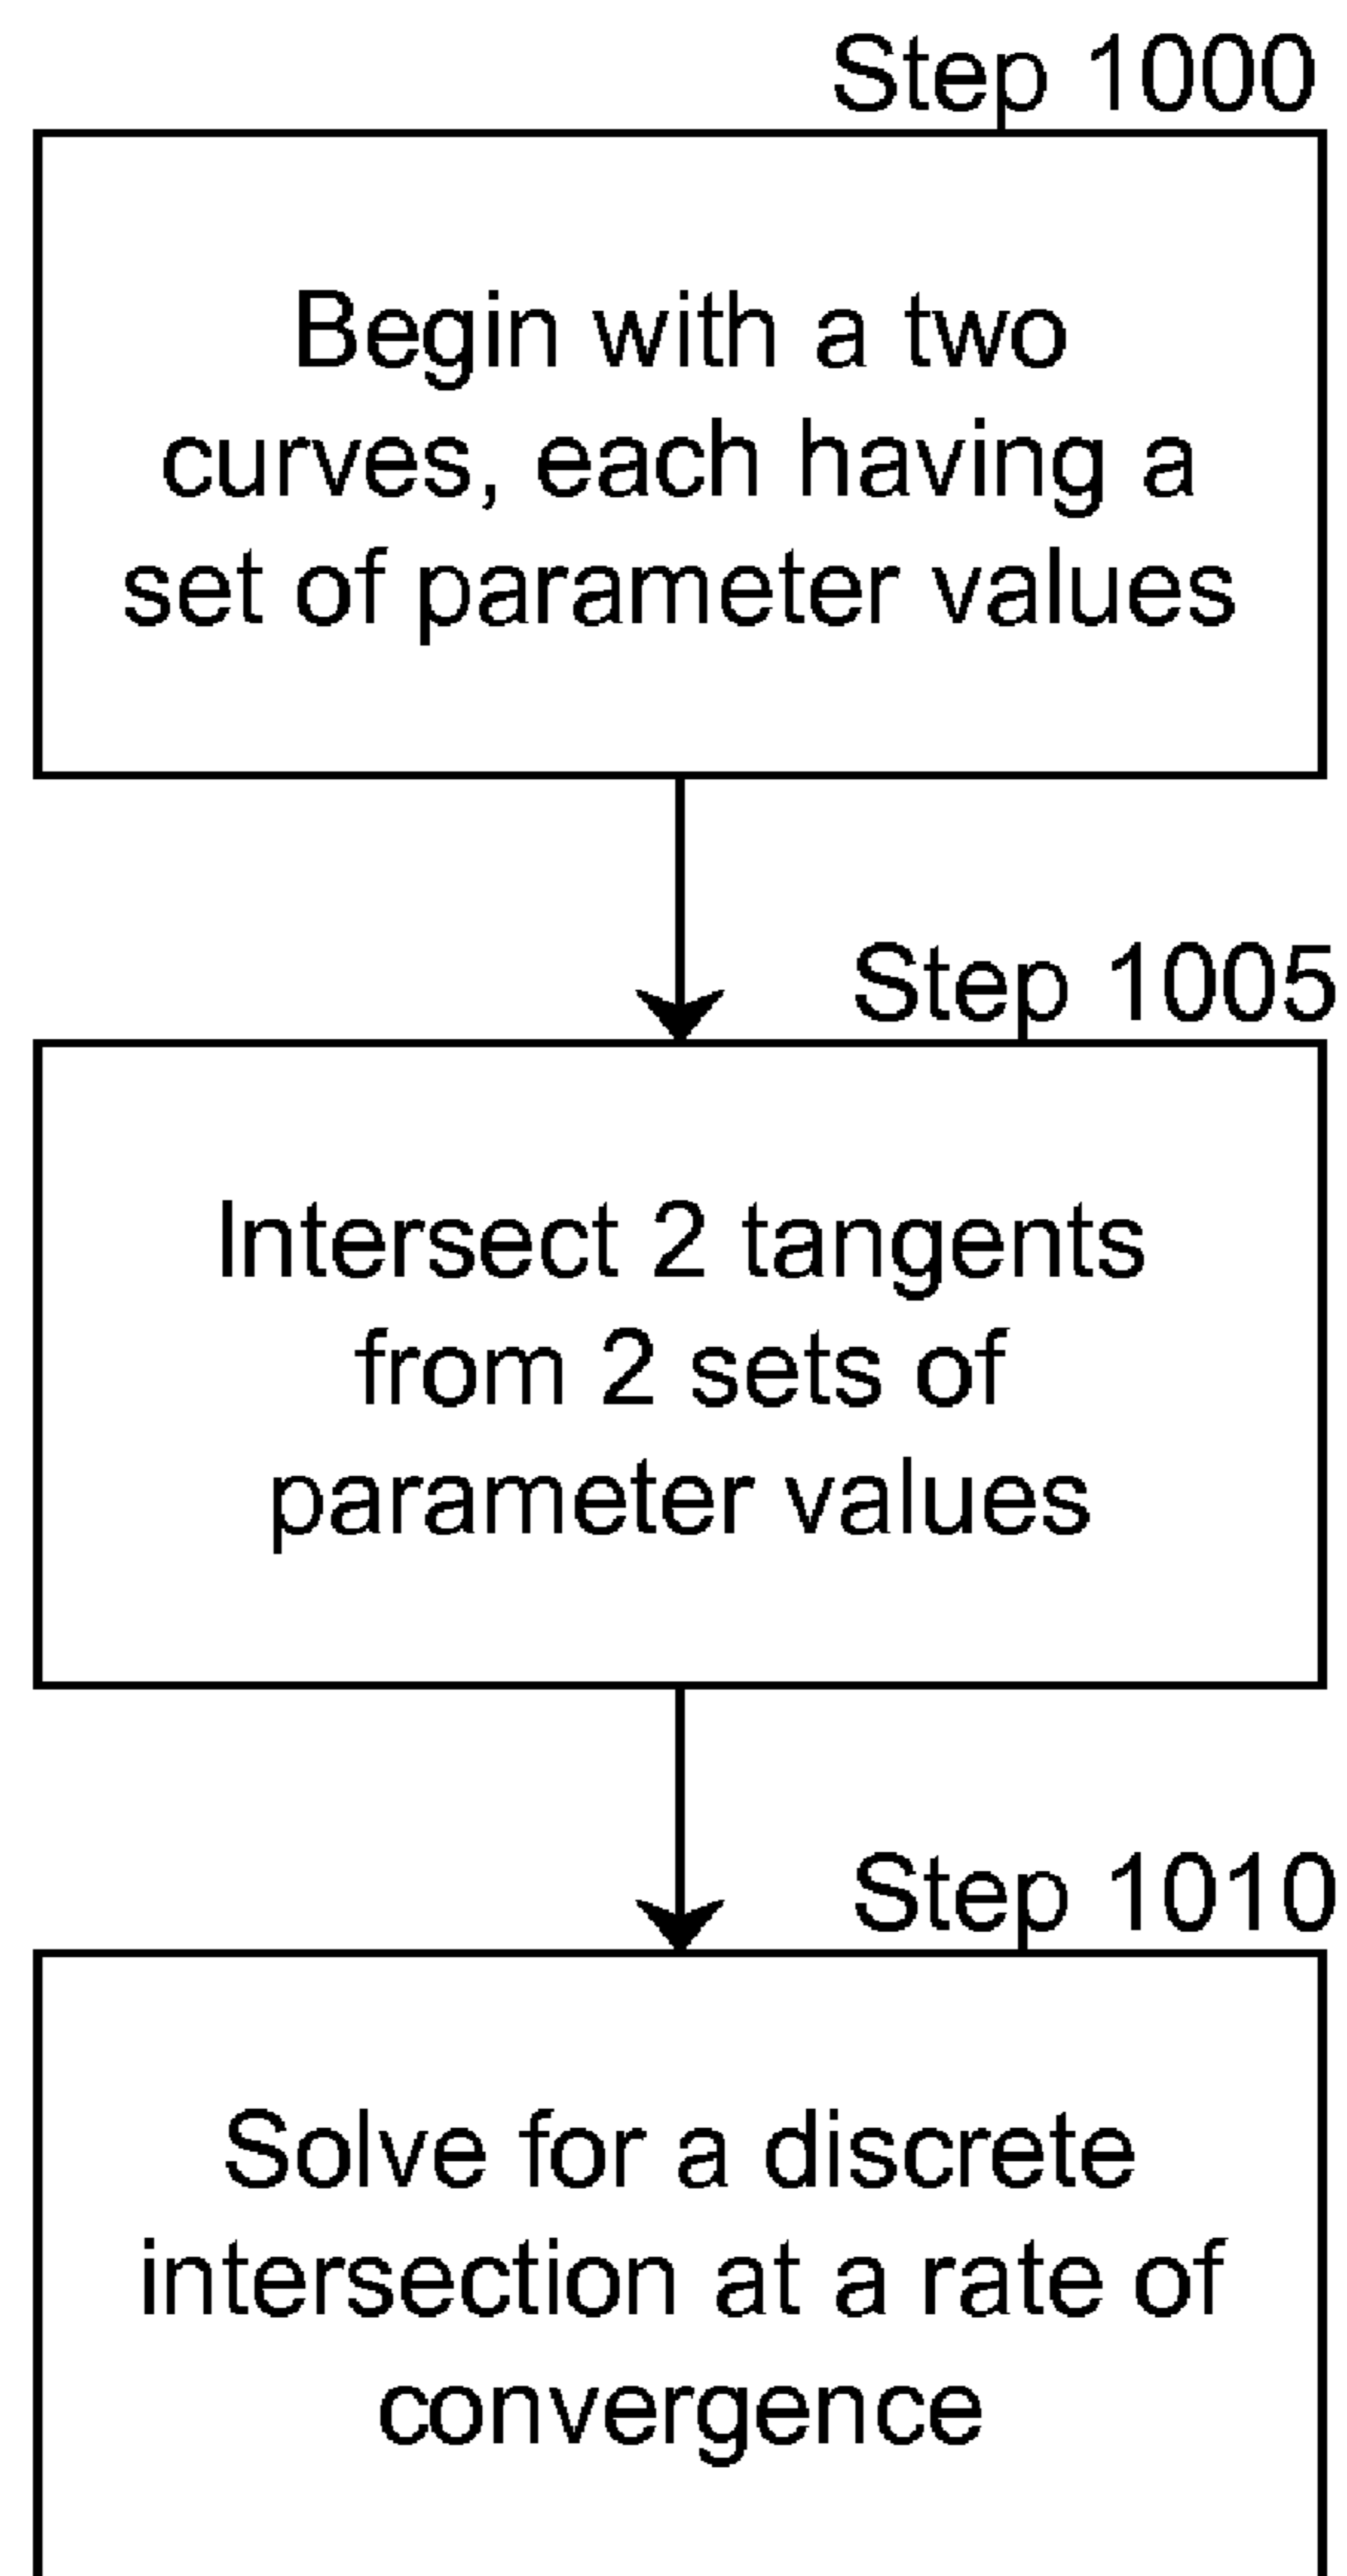 Step 1000
Begin with a two
curves, each having a
set of parameter values
Step 1005
Intersect 2 tangents
from 2 sets of
parameter values
Step 1010
Solve for a discrete
intersection at a rate of
convergence